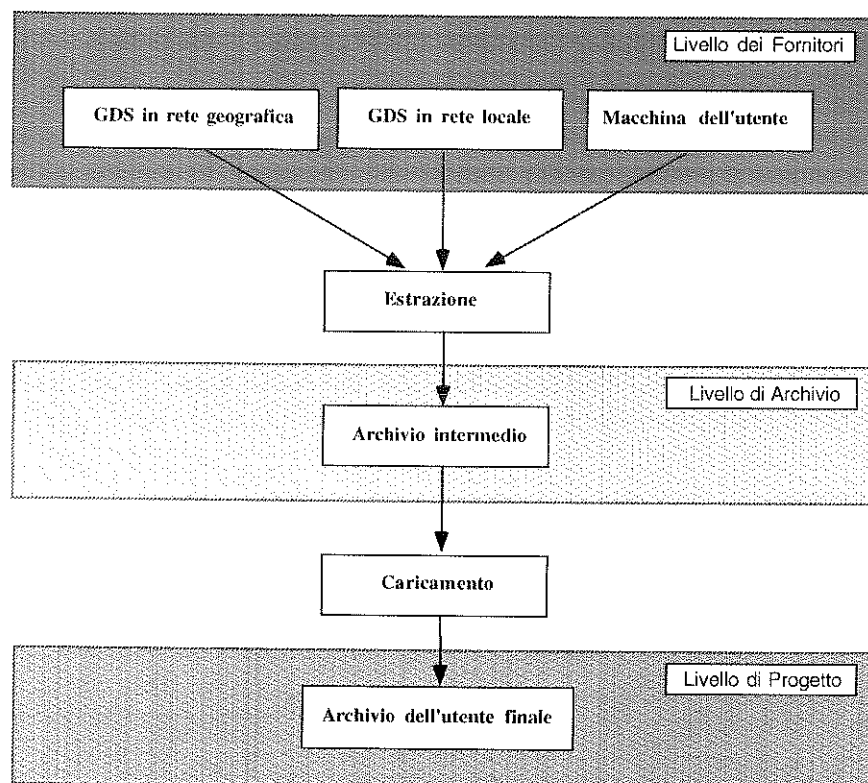 Livello dei Fornitori
GDS in rete geografica
GDS in rete locale
Macchina dell'utente
Estrazione
Livello di Archivio
Archivio intermedio
Caricamento
Livello di Progetto
Archivio dell'utente finale